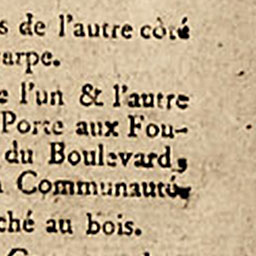 s de l'autre côté
arpe.
e l'un & l'autre
Porte aux Fou-
du Boulevard,
Communauté
ché au bois.